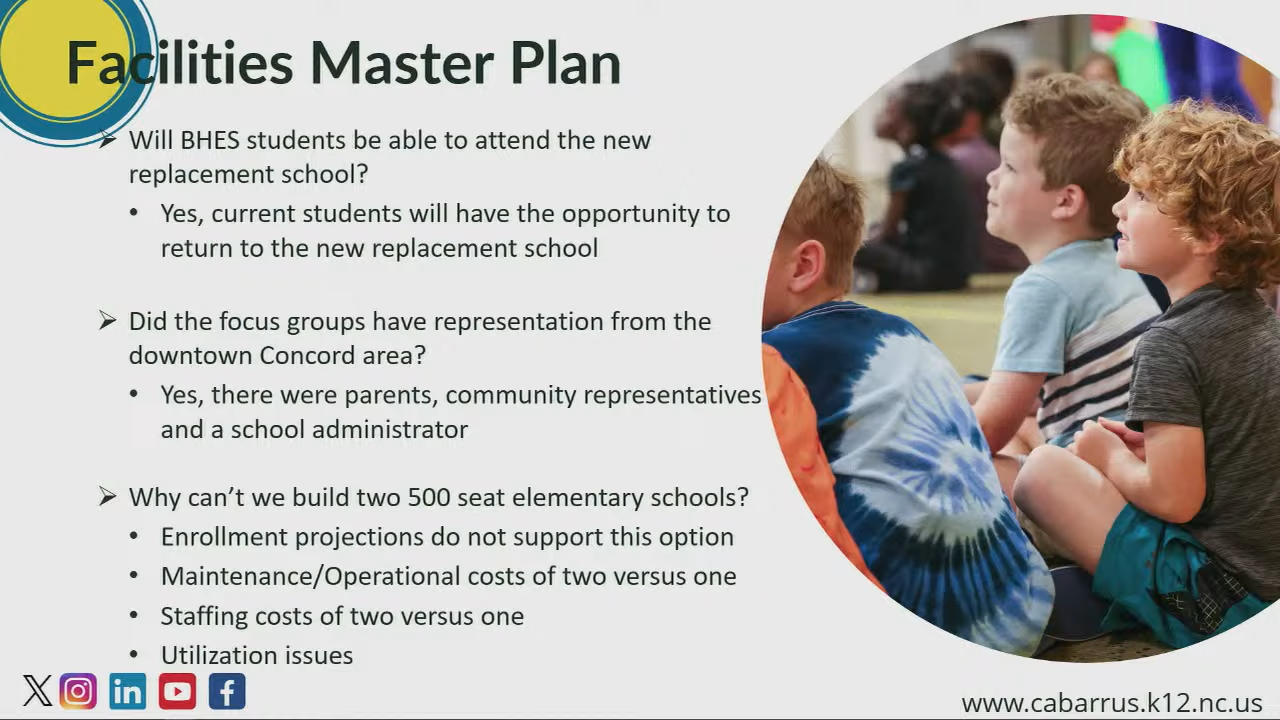 Facilities Master Plan
➢ Will BHES students be able to attend the new
replacement school?
• Yes, current students will have the opportunity to
return to the new replacement school
➢ Did the focus groups have representation from the
downtown Concord area?
• Yes, there were parents, community representatives
and a school administrator
➢ Why can’t we build two 500 seat elementary schools?
• Enrollment projections do not support this option
• Maintenance/Operational costs of two versus one
• Staffing costs of two versus one
• Utilization issues
www.cabarrus.k12.nc.us